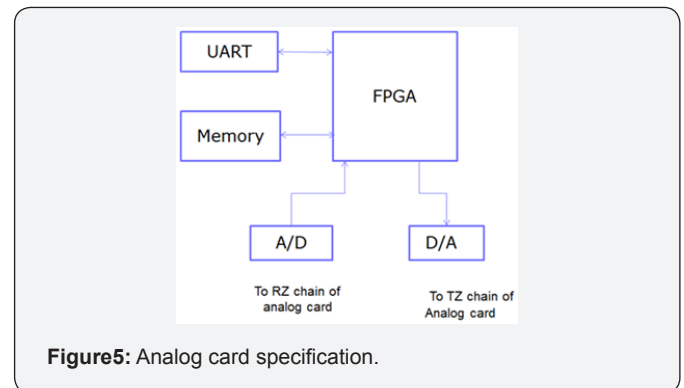 UART
FPGA
Memory
A/D
D/A
To RZ chain of
analog card
To TZ chain of
Analog card
Figure5: Analog card specification.